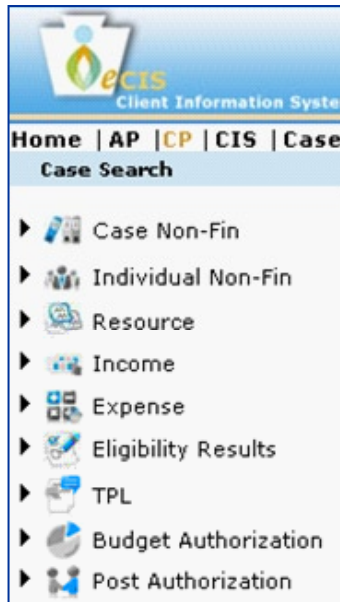 eCIS
Client Information Syste
Home | AP | CP | CIS | Case
Case Search
Case Non-Fin
Individual Non-Fin
Resource
Income
Expense
Eligibility Results
TPL
Budget Authorization
Post Authorization